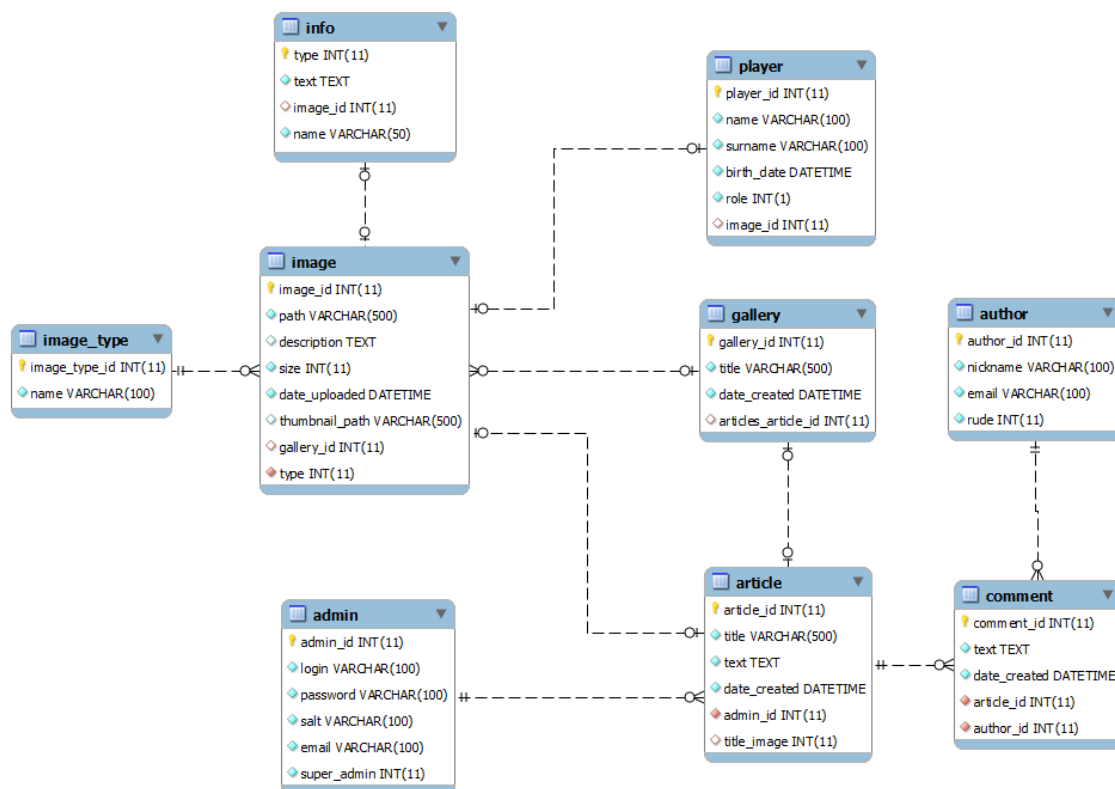 info
type INT(11)
text TEXT
image_id INT(11)
name VARCHAR(50)
player
player_id INT(11)
name VARCHAR(100)
surname VARCHAR(100)
birth_date DATETIME
role INT(1)
image_id INT(11)
image
image_id INT(11)
path VARCHAR(500)
description TEXT
size INT(11)
date_uploaded DATETIME
thumbnail_path VARCHAR(500)
gallery_id INT(11)
type INT(11)
image_type
image_type_id INT(11)
name VARCHAR(100)
gallery
gallery_id INT(11)
title VARCHAR(500)
date_created DATETIME
articles_article_id INT(11)
author
author_id INT(11)
nickname VARCHAR(100)
email VARCHAR(100)
rude INT(11)
admin
admin_id INT(11)
login VARCHAR(100)
password VARCHAR(100)
salt VARCHAR(100)
email VARCHAR(100)
super_admin INT(11)
article
article_id INT(11)
title VARCHAR(500)
text TEXT
date_created DATETIME
admin_id INT(11)
title_image INT(11)
comment
comment_id INT(11)
text TEXT
date_created DATETIME
article_id INT(11)
author_id INT(11)